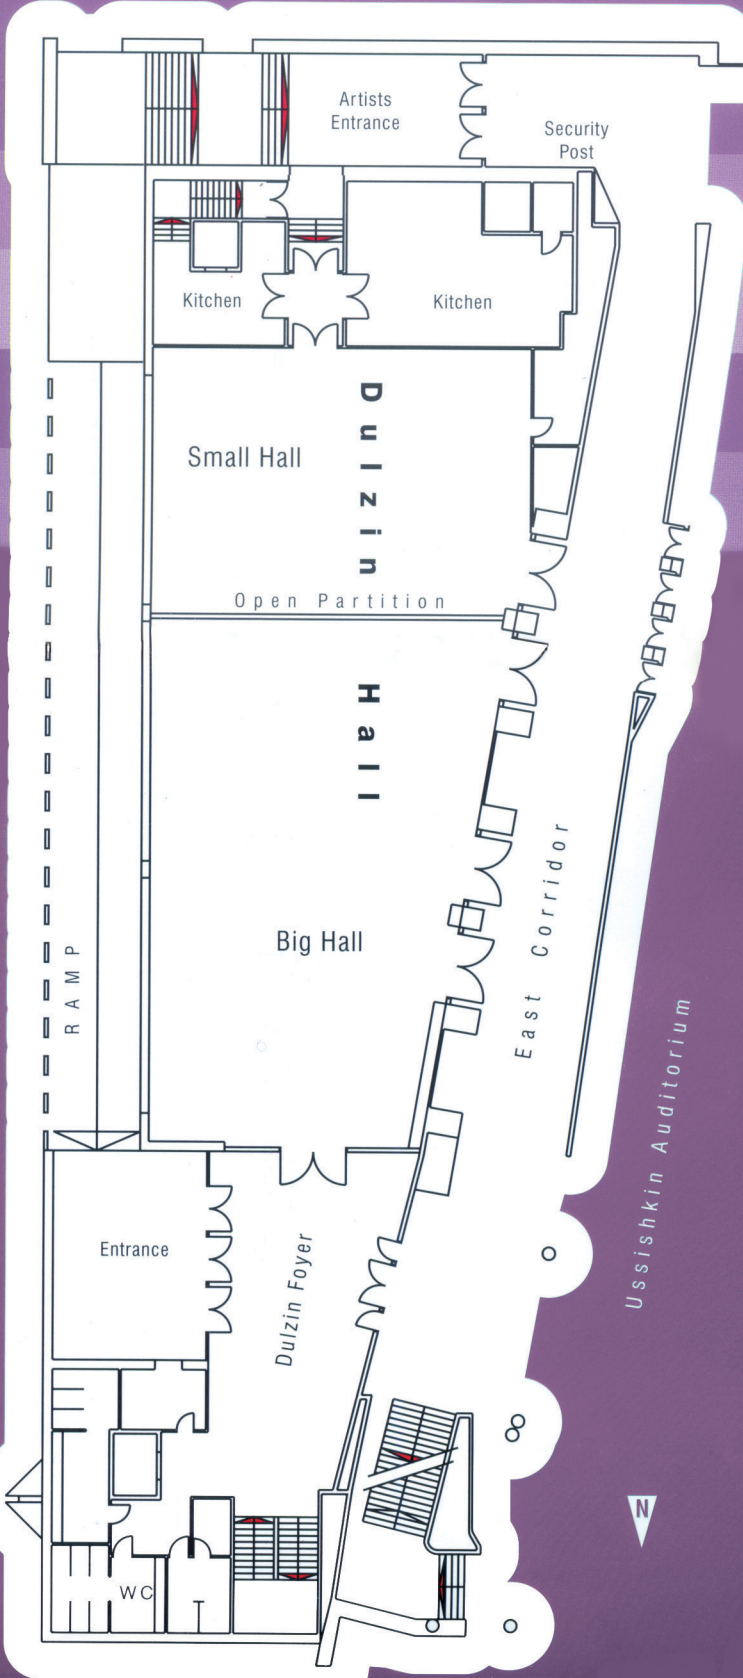 Artists
Entrance
Security
Post
Kitchen
Kitchen
Dulzin
Small Hall
Open Partition
Hall
Big Hall
East Corridor
RAMP
Ussishkin Auditorium
Entrance
Dulzin Foyer
N
WC